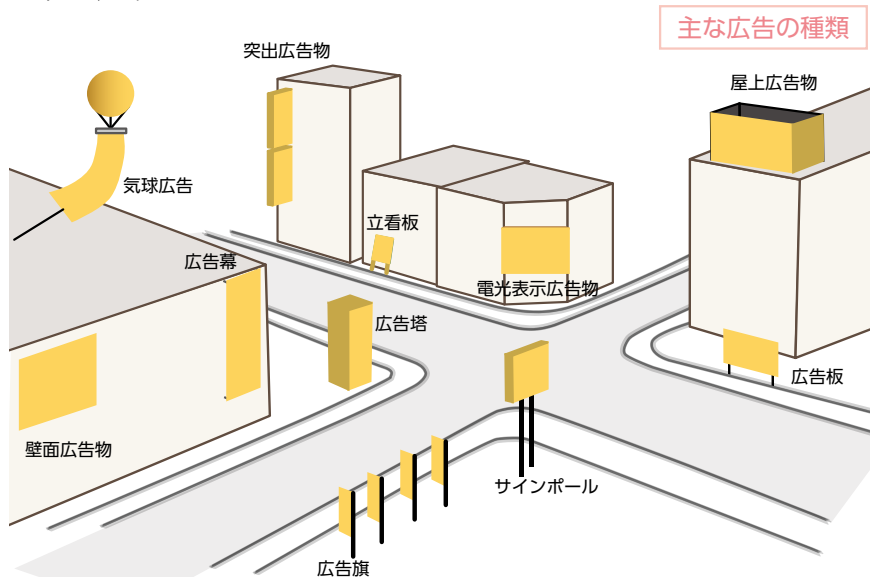 主な広告の種類
突出広告物
屋上広告物
気球広告
立看板
広告幕
電光表示広告物
広告塔
広告板
壁面広告物
サインポール
広告旗